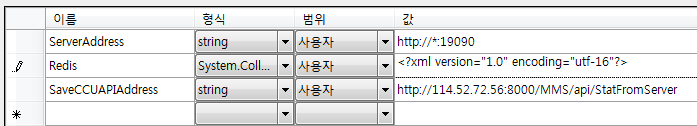 이름 형식 범위 값
ServerAddress string 사용자 http://*:19090
Redis System.Coll... 사용자 <?xml version="1.0" encoding="utf-16"?>
SaveCCUAPIAddress string 사용자 http://114.52.72.56:8000/MMS/api/StatFromServer